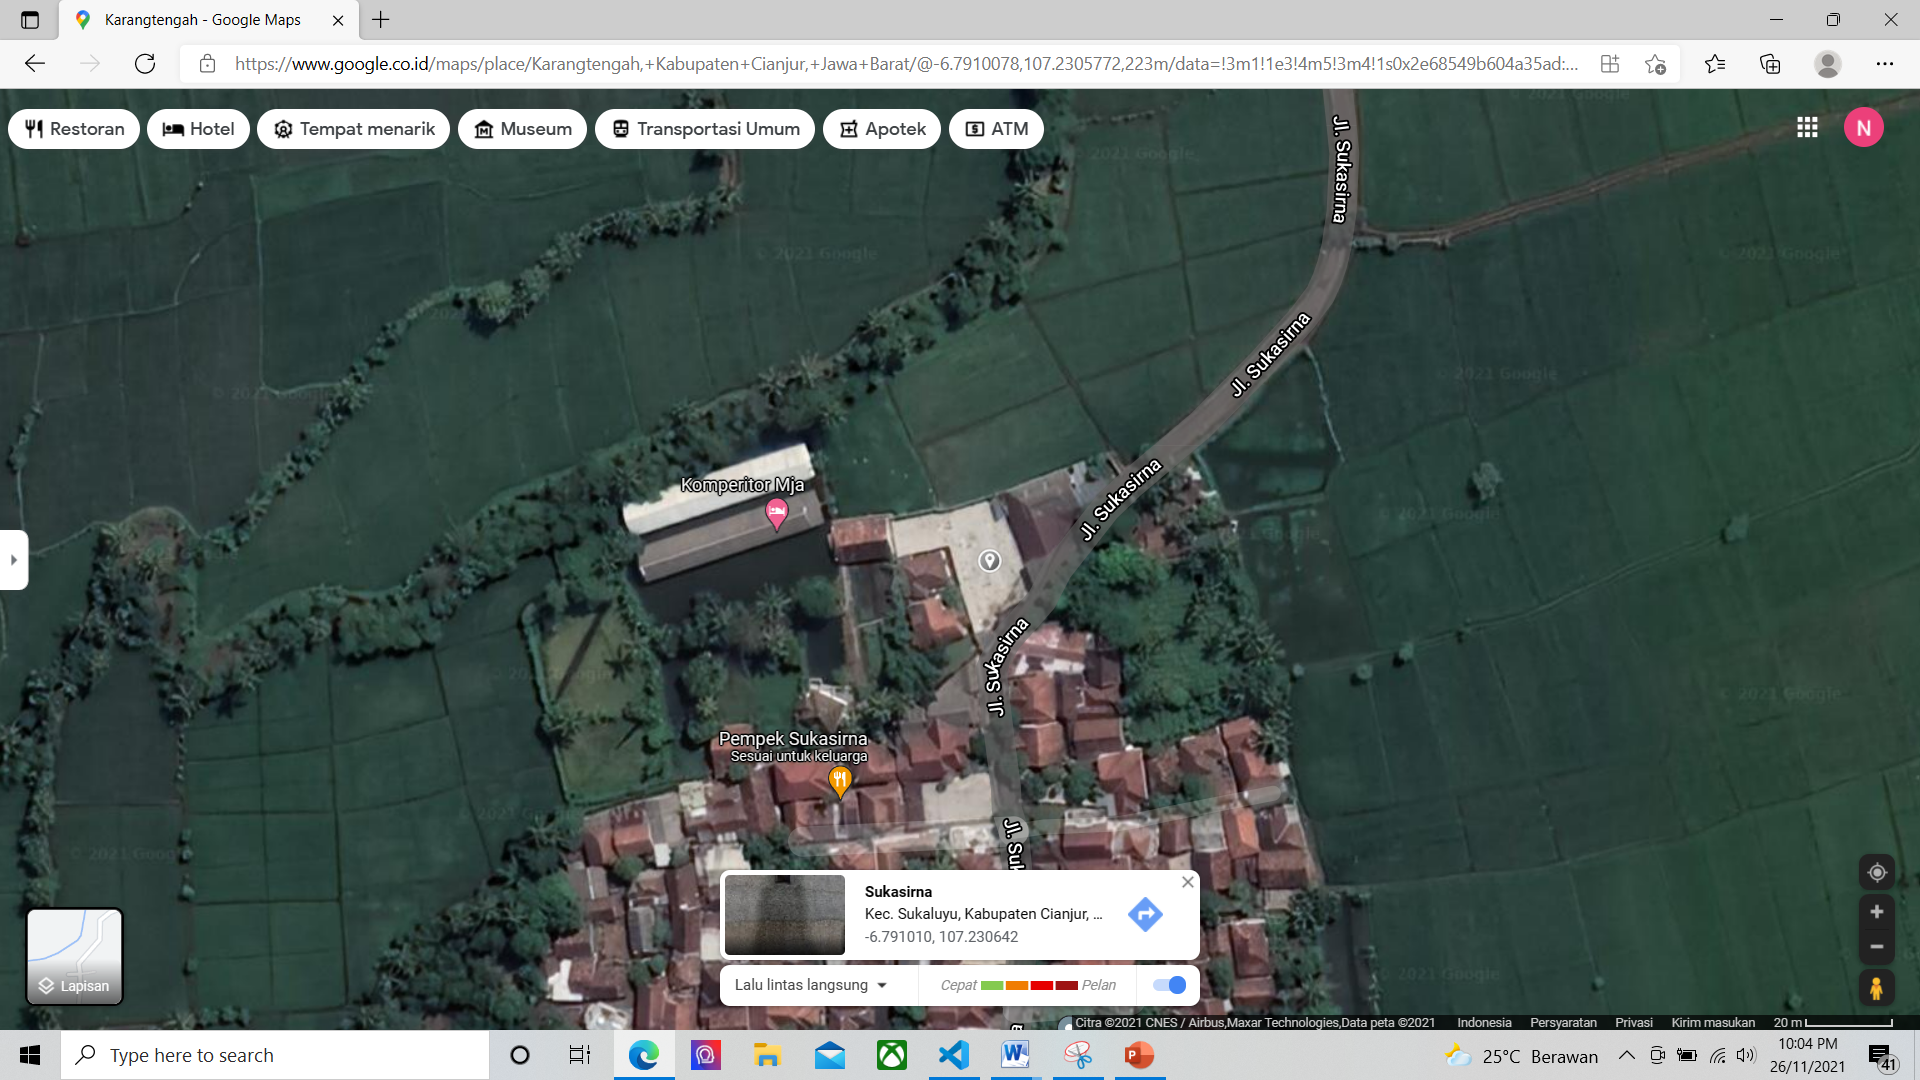 Karangtengah - Google Maps
https://www.google.co.id/maps/place/Karangtengah,+Kabupaten+Cianjur,+Jawa+Barat/@-6.7910078,107.2305772,223m/data=!3m1!1e3!4m5!3m4!1s0x2e68549b604a35ad:...
Restoran
Hotel
Tempat menarik
Museum
Transportasi Umum
Apotek
ATM
N
Jl. Sukasirna
Jl. Sukasirna
Jl. Sukasirna
Komperitor Mja
Jl. Sukasirna
Pempek Sukasirna
Sesuai untuk keluarga
Jl. Suk
Sukasirna
Kec. Sukaluyu, Kabupaten Cianjur, ...
-6.791010, 107.230642
Lapisan
Lalu lintas langsung
Cepat
Pelan
Citra ©2021 CNES / Airbus,Maxar Technologies,Data peta ©2021
Indonesia
Persyaratan
Privasi
Kirim masukan
20 m
Type here to search
25°C Berawan
10:04 PM
26/11/2021
41